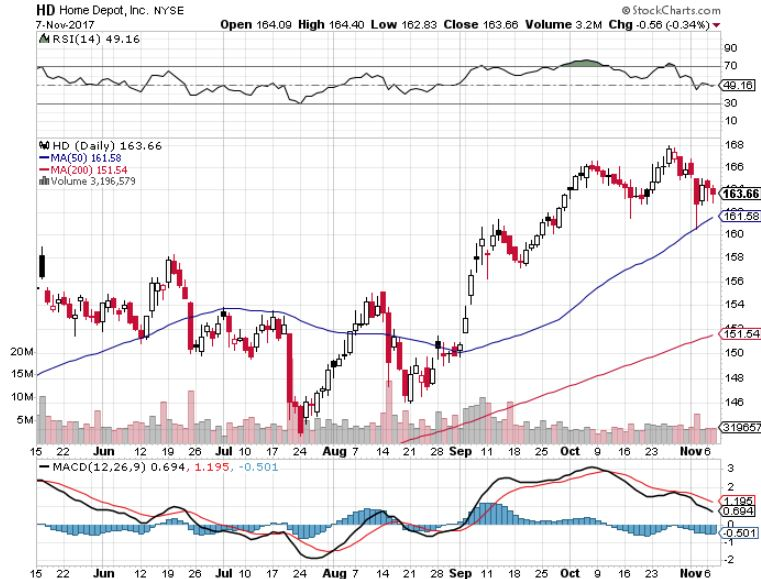 HD Home Depot, Inc. NYSE © StockCharts.com
7-Nov-2017 Open 164.09 High 164.40 Low 162.83 Close 163.66 Volume 3.2M Chg -0.56 (-0.34%)
RSI(14) 49.16
90
70
49.16
30
10
HD (Daily) 163.66
MA(50) 161.58
MA(200) 151.54
Volume 3,196,579
168
166
163.66
161.58
160
158
156
154
151.54
150
148
146
319657
20M
15M
10M
5M
15 22 Jun 12 19 26 Jul 10 17 24 Aug 7 14 21 28 Sep 11 18 25 Oct 9 16 23 Nov 6
MACD(12,26,9) 0.694, 1.195, -0.501
3
2
1.195
0.694
0
-0.501
-1
-2
15 22 Jun 12 19 26 Jul 10 17 24 Aug 7 14 21 28 Sep 11 18 25 Oct 9 16 23 Nov 6